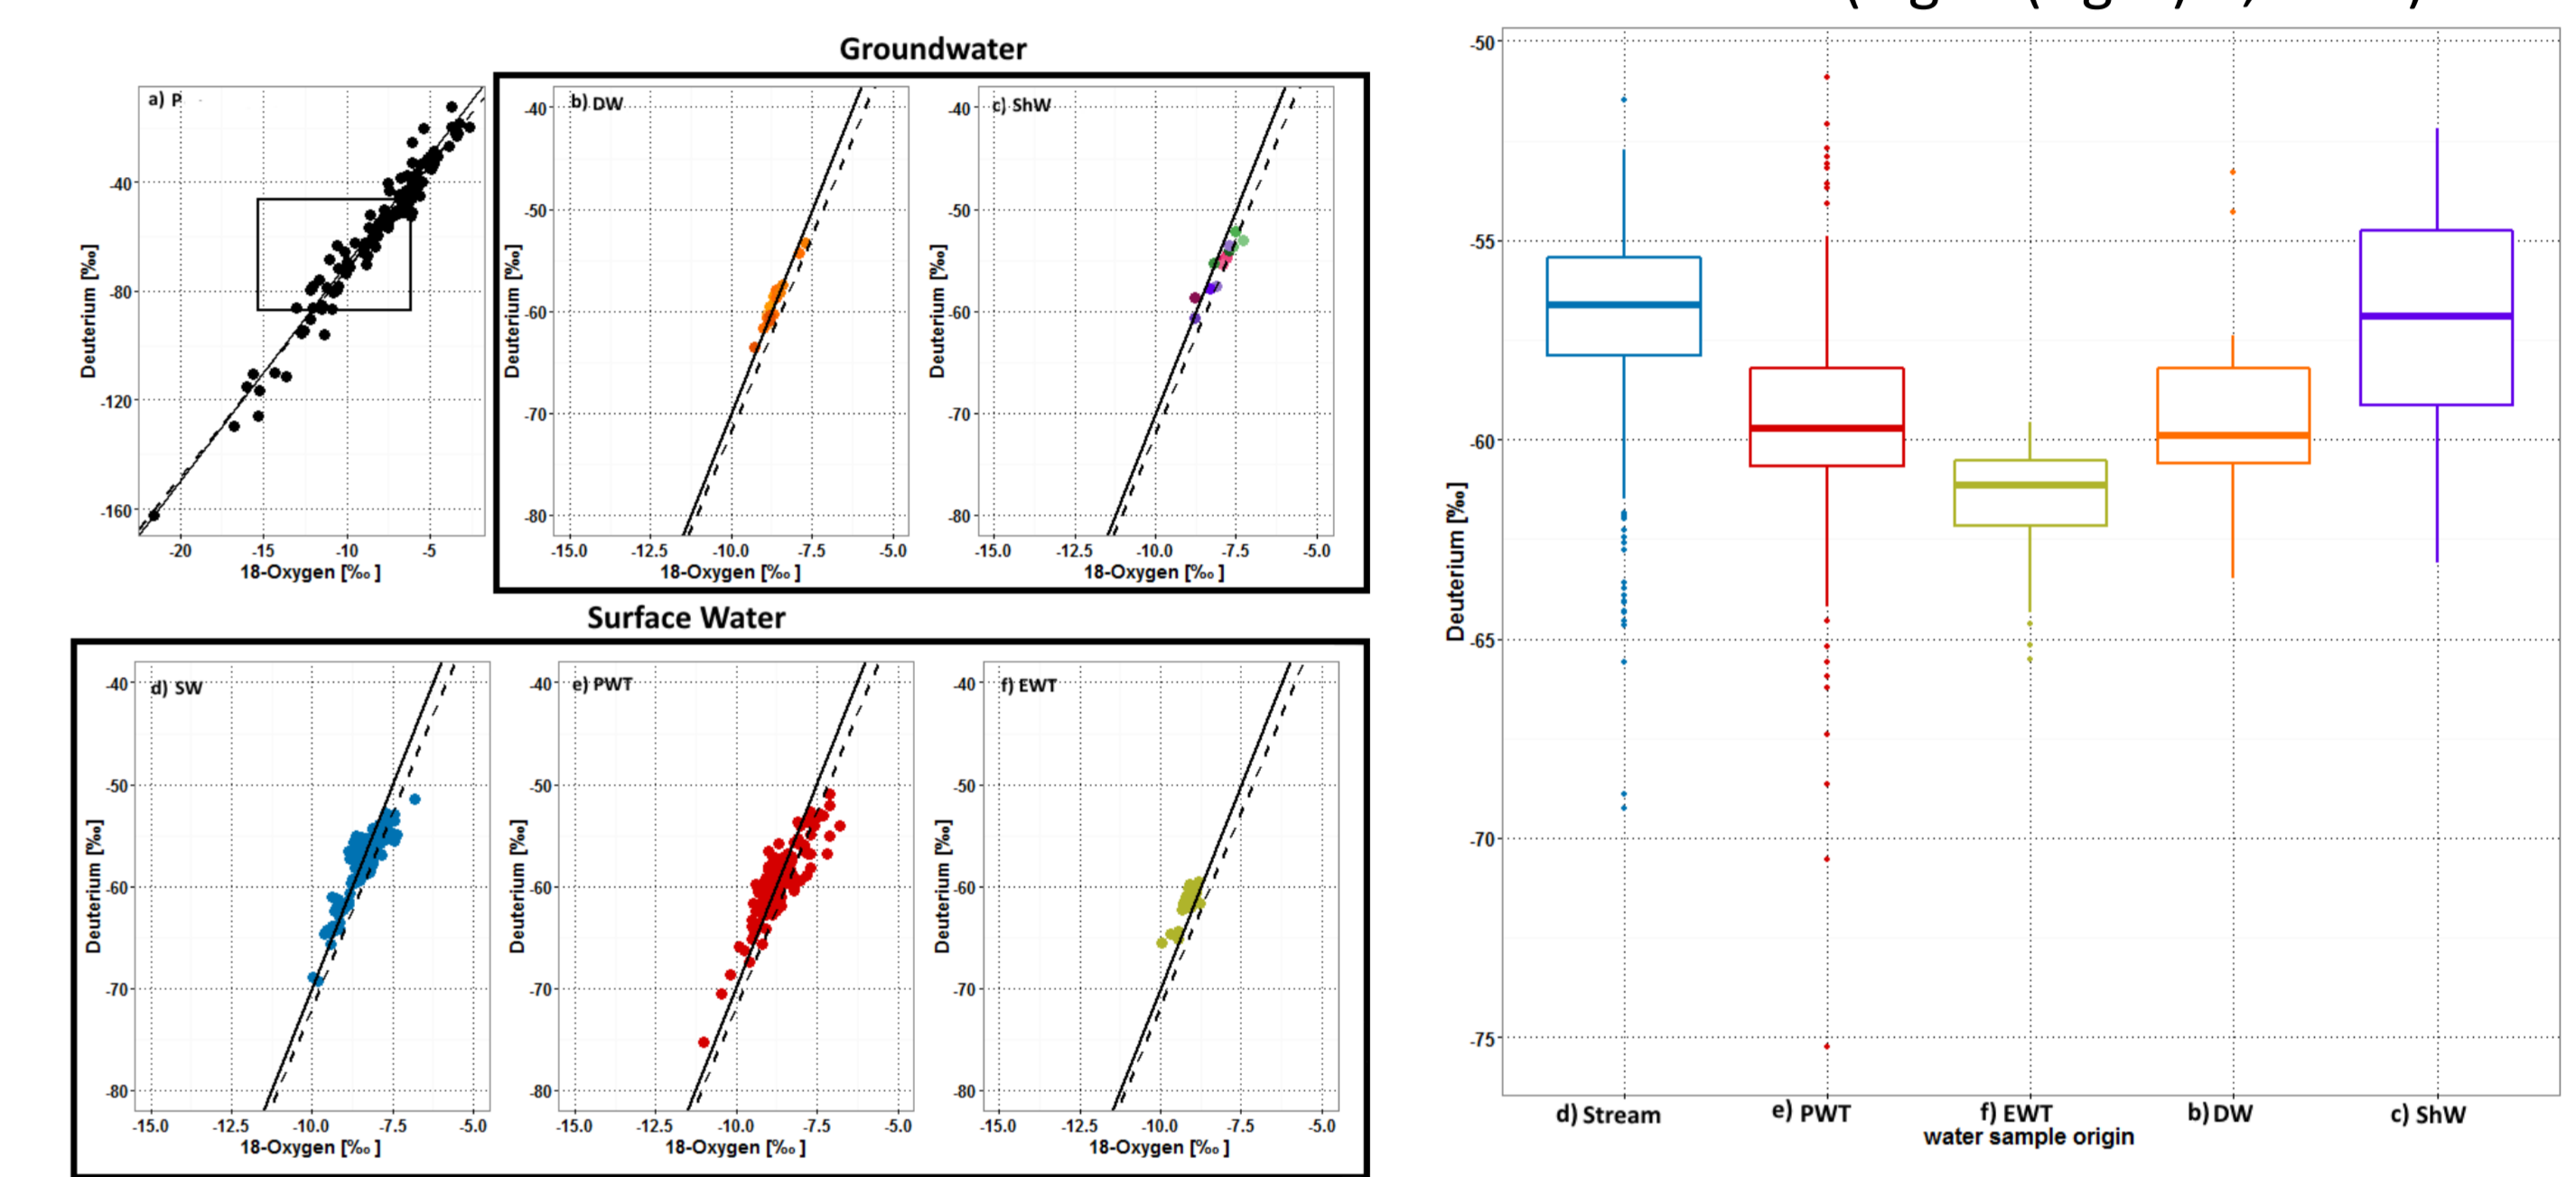 Groundwater
a) P
-40
-80
-120
-160
-20 -15 -10 -5
Deuterium [‰]
18-Oxygen [‰]
b) DW
-40
-50
-60
-70
-80
-15.0 -12.5 -10.0 -7.5 -5.0
Deuterium [‰]
18-Oxygen [‰]
c) ShW
-40
-50
-60
-70
-80
-15.0 -12.5 -10.0 -7.5 -5.0
Deuterium [‰]
18-Oxygen [‰]
Surface Water
d) SW
-40
-50
-60
-70
-80
-15.0 -12.5 -10.0 -7.5 -5.0
Deuterium [‰]
18-Oxygen [‰]
e) PWT
-40
-50
-60
-70
-80
-15.0 -12.5 -10.0 -7.5 -5.0
Deuterium [‰]
18-Oxygen [‰]
f) EWT
-40
-50
-60
-70
-80
-15.0 -12.5 -10.0 -7.5 -5.0
Deuterium [‰]
18-Oxygen [‰]
-50
-55
-60
-65
-70
-75
Deuterium [‰]
d) Stream e) PWT f) EWT b) DW c) ShW
water sample origin